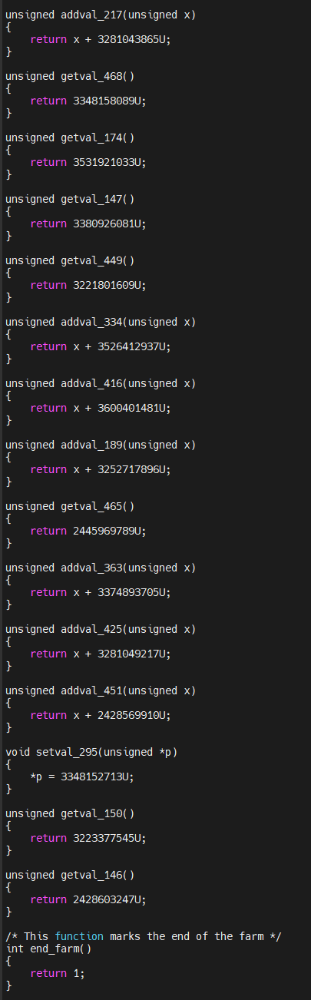 unsigned addval_217(unsigned x)
{
    return x + 3281043865U;
}

unsigned getval_468()
{
    return 3348158089U;
}

unsigned getval_174()
{
    return 3531921033U;
}

unsigned getval_147()
{
    return 3380926081U;
}

unsigned getval_449()
{
    return 3221801609U;
}

unsigned addval_334(unsigned x)
{
    return x + 3526412937U;
}

unsigned addval_416(unsigned x)
{
    return x + 3600401481U;
}

unsigned addval_189(unsigned x)
{
    return x + 3252717896U;
}

unsigned getval_465()
{
    return 2445969789U;
}

unsigned addval_363(unsigned x)
{
    return x + 3374893705U;
}

unsigned addval_425(unsigned x)
{
    return x + 3281049217U;
}

unsigned addval_451(unsigned x)
{
    return x + 2428569910U;
}

void setval_295(unsigned *p)
{
    *p = 3348152713U;
}

unsigned getval_150()
{
    return 3223377545U;
}

unsigned getval_146()
{
    return 2428603247U;
}

/* This function marks the end of the farm */
int end_farm()
{
    return 1;
}